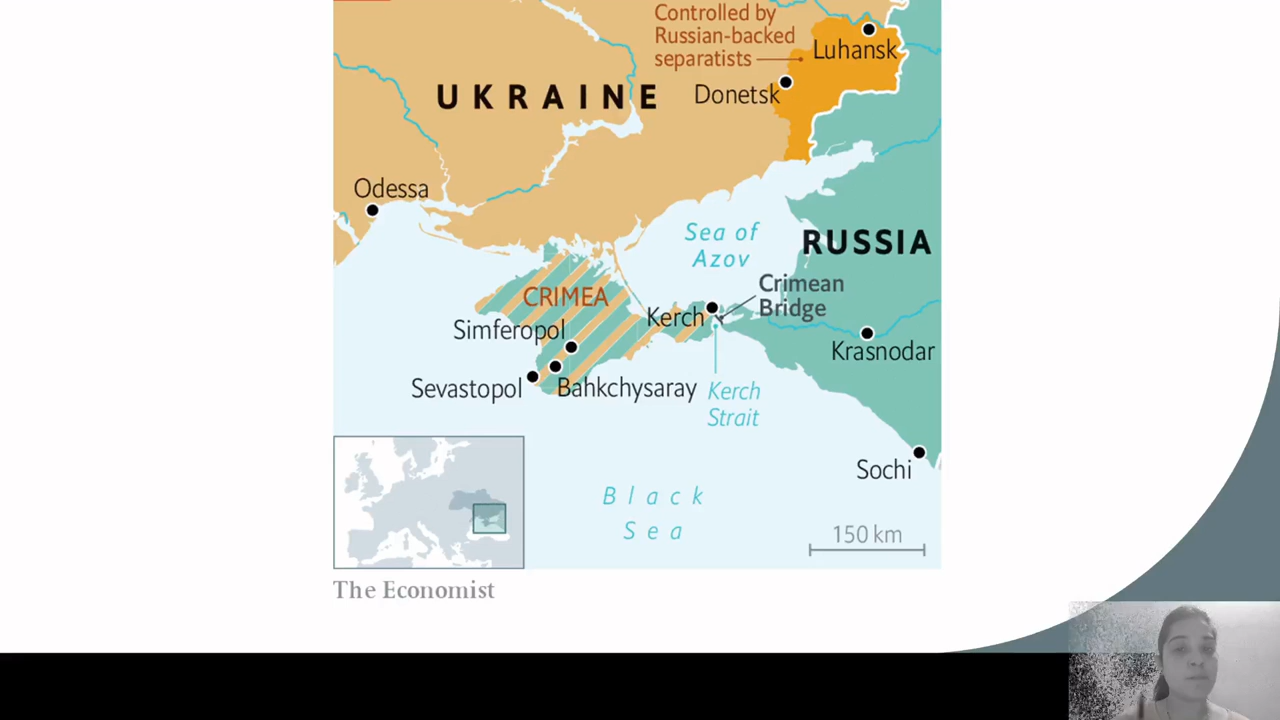 Controlled by
Russian-backed
separatists
Luhansk
UKRAINE
Donetsk
Odessa
Sea of
Azov
RUSSIA
Crimean
Bridge
CRIMEA
Kerch
Simferopol
Krasnodar
Sevastopol
Bahkchysaray
Kerch
Strait
Sochi
Black
Sea
150 km
The Economist